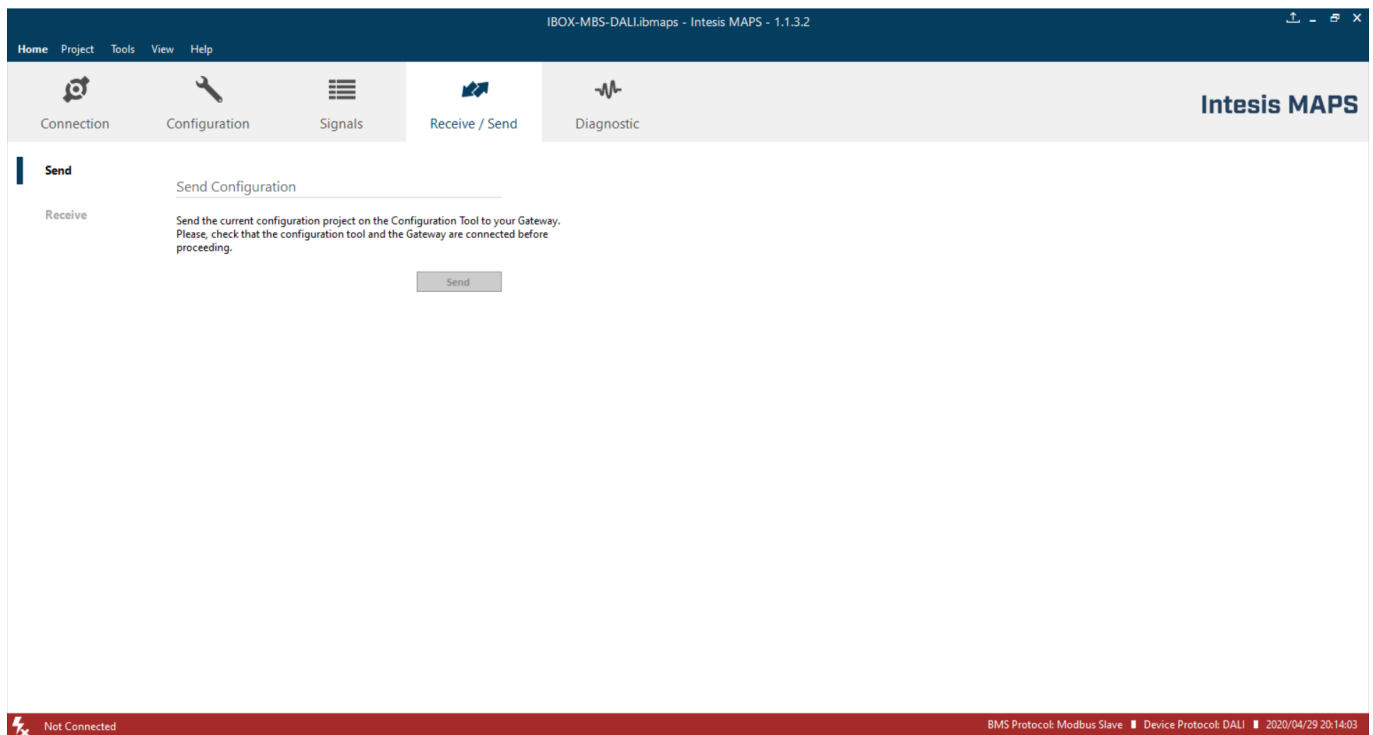 IBOX-MBS-DALI.ibmaps - Intesis MAPS - 1.1.3.2
Home Project Tools View Help
Connection Configuration Signals Receive / Send Diagnostic
Intesis MAPS
Send
Receive
Send Configuration
Send the current configuration project on the Configuration Tool to your Gateway.
Please, check that the configuration tool and the Gateway are connected before
proceeding.
Send
Not Connected
BMS Protocol: Modbus Slave Device Protocol: DALI 2020/04/29 20:14:03